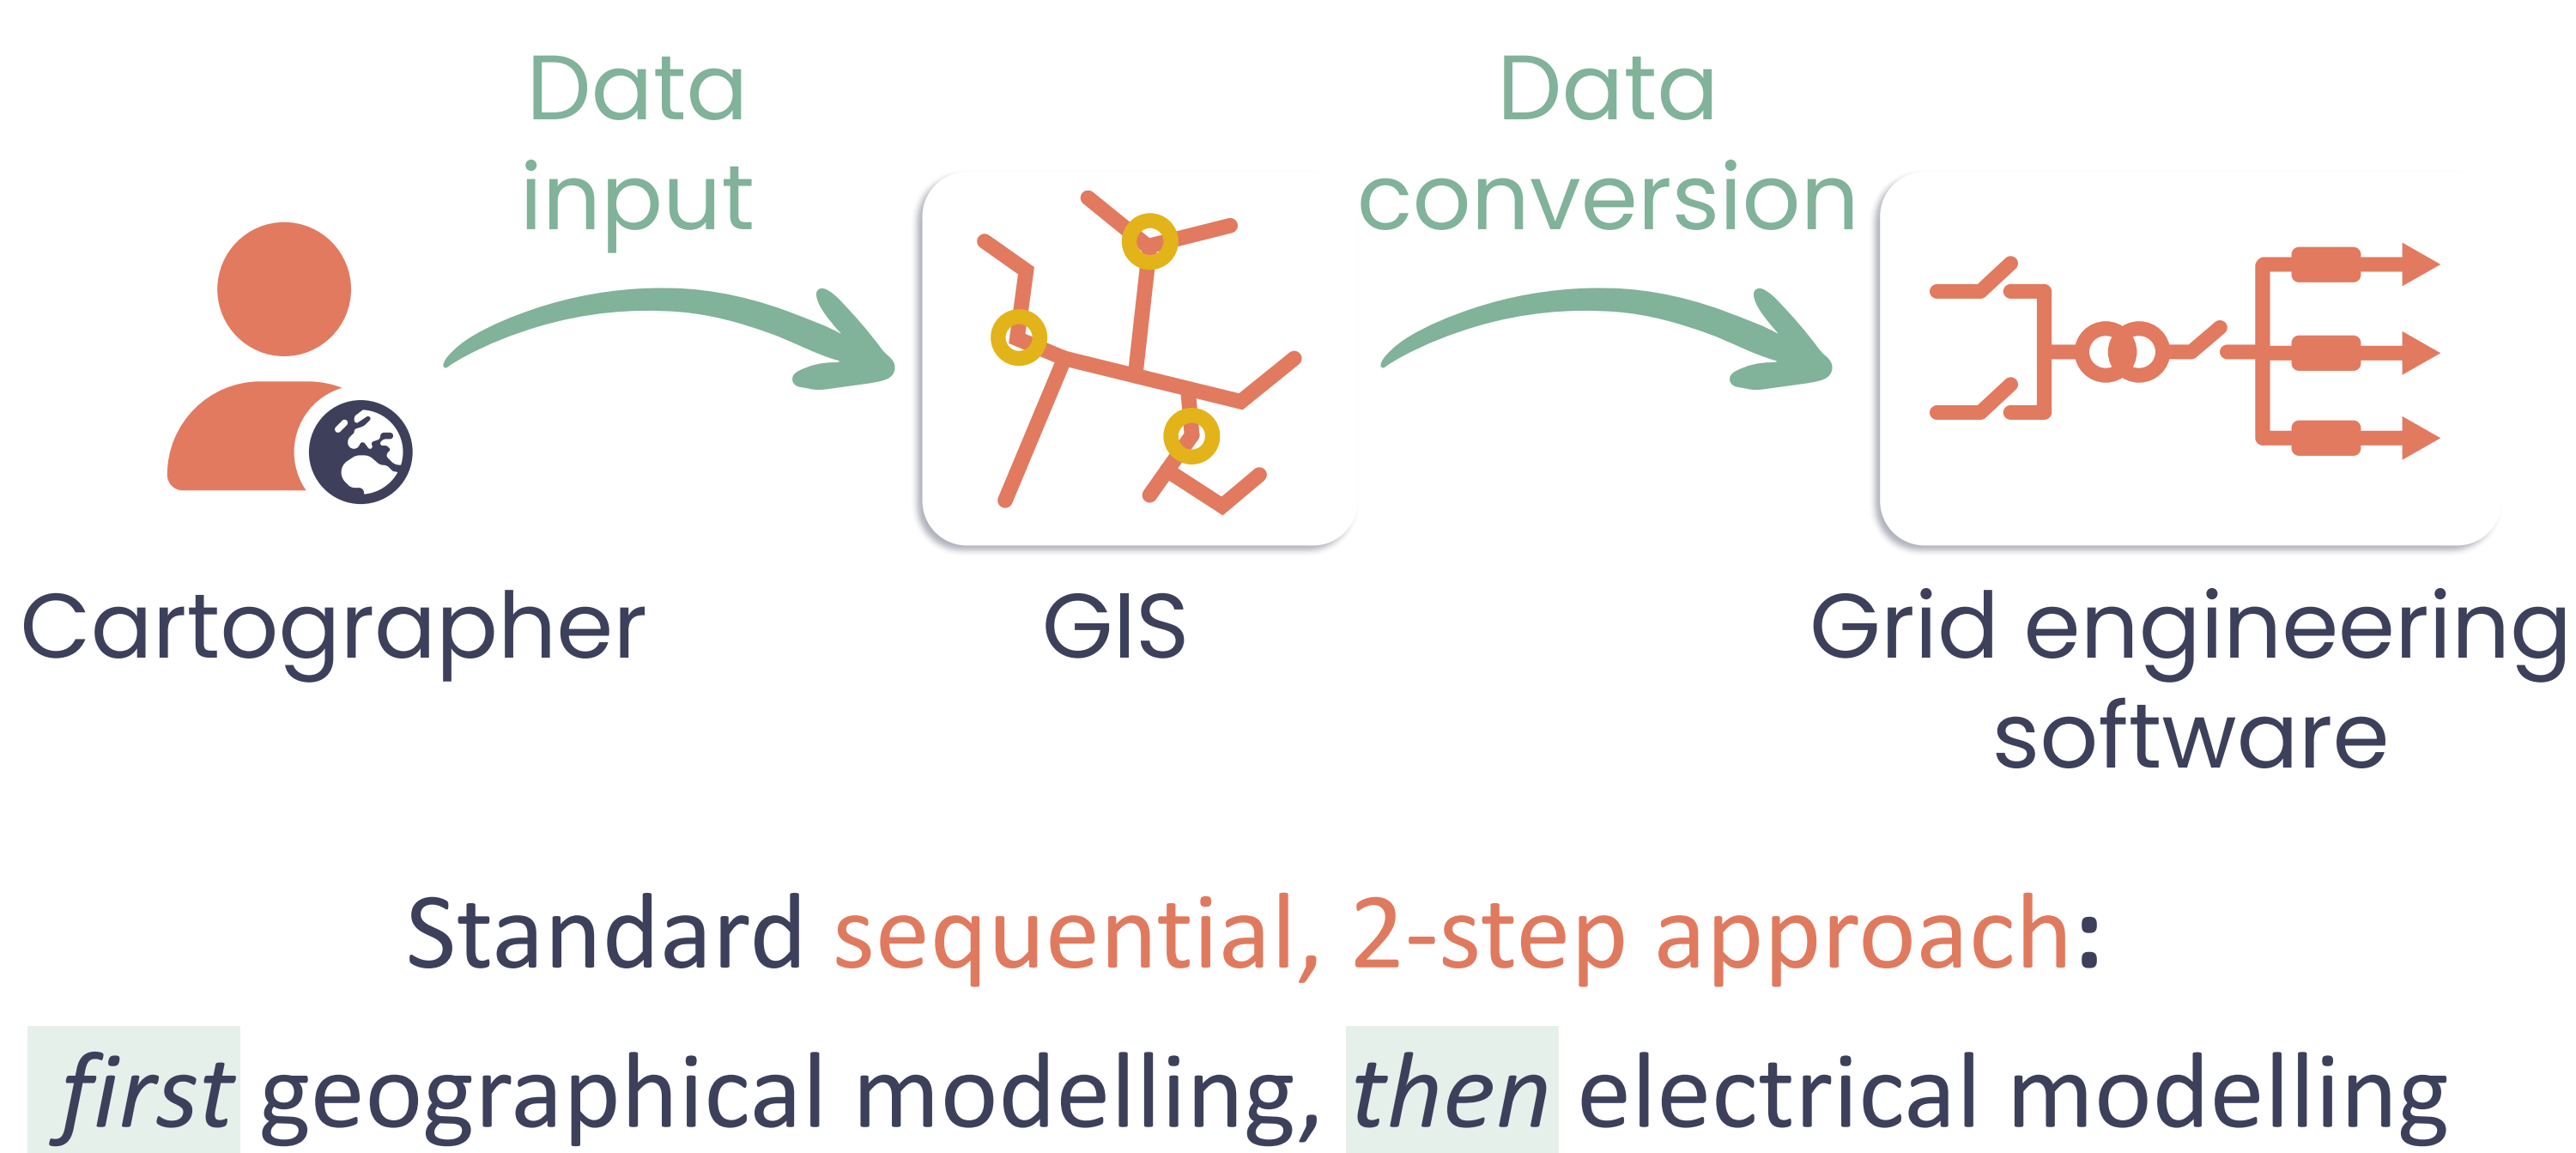 Data
input
Data
conversion
Cartographer
GIS
Grid engineering
software
Standard sequential, 2-step approach:
first geographical modelling, then electrical modelling